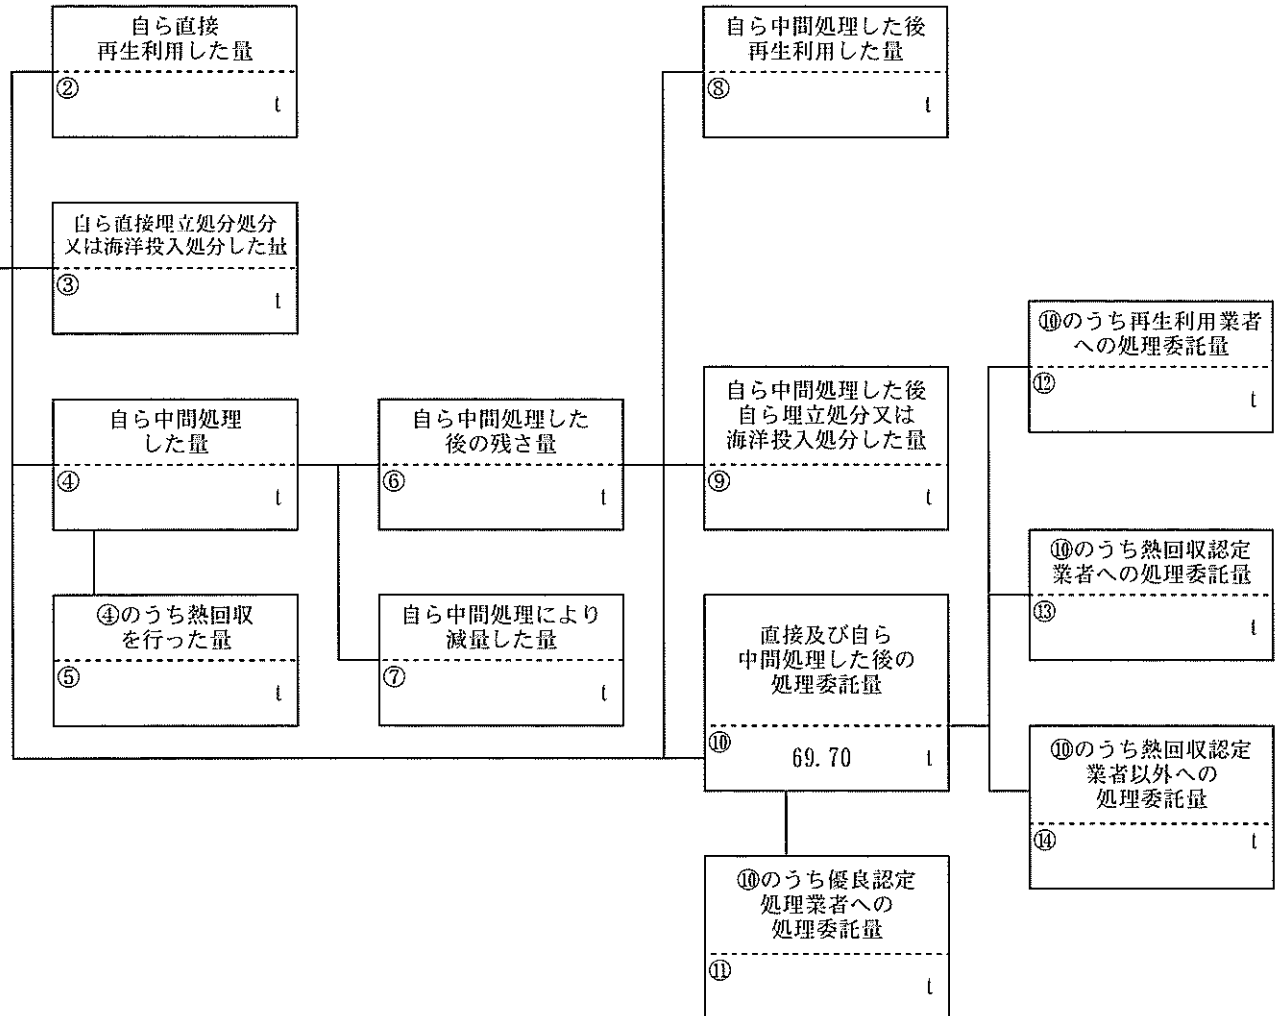 自ら直接
再生利用した量
②
t
自ら中間処理した後
再生利用した量
⑧
t
自ら直接埋立処分処分
又は海洋投入処分した量
③
t
⑩のうち再生利用業者
への処理委託量
⑫
t
自ら中間処理
した量
④
t
自ら中間処理した
後の残さ量
⑥
t
自ら中間処理した後
自ら埋立処分又は
海洋投入処分した量
⑨
t
⑩のうち熱回収認定
業者への処理委託量
⑬
t
④のうち熱回収
を行った量
⑤
t
自ら中間処理により
減量した量
⑦
t
直接及び自ら
中間処理した後の
処理委託量
⑩
69.70 t
⑩のうち熱回収認定
業者以外への
処理委託量
⑭
t
⑩のうち優良認定
処理業者への
処理委託量
⑪
t